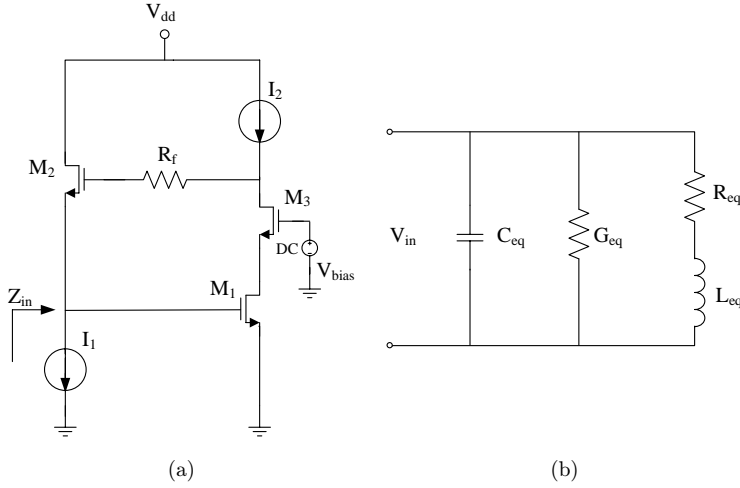 V_dd
I_2
M_2
R_f
M_3
DC
V_bias
M_1
Z_in
I_1
(a)
V_in
C_eq
G_eq
R_eq
L_eq
(b)